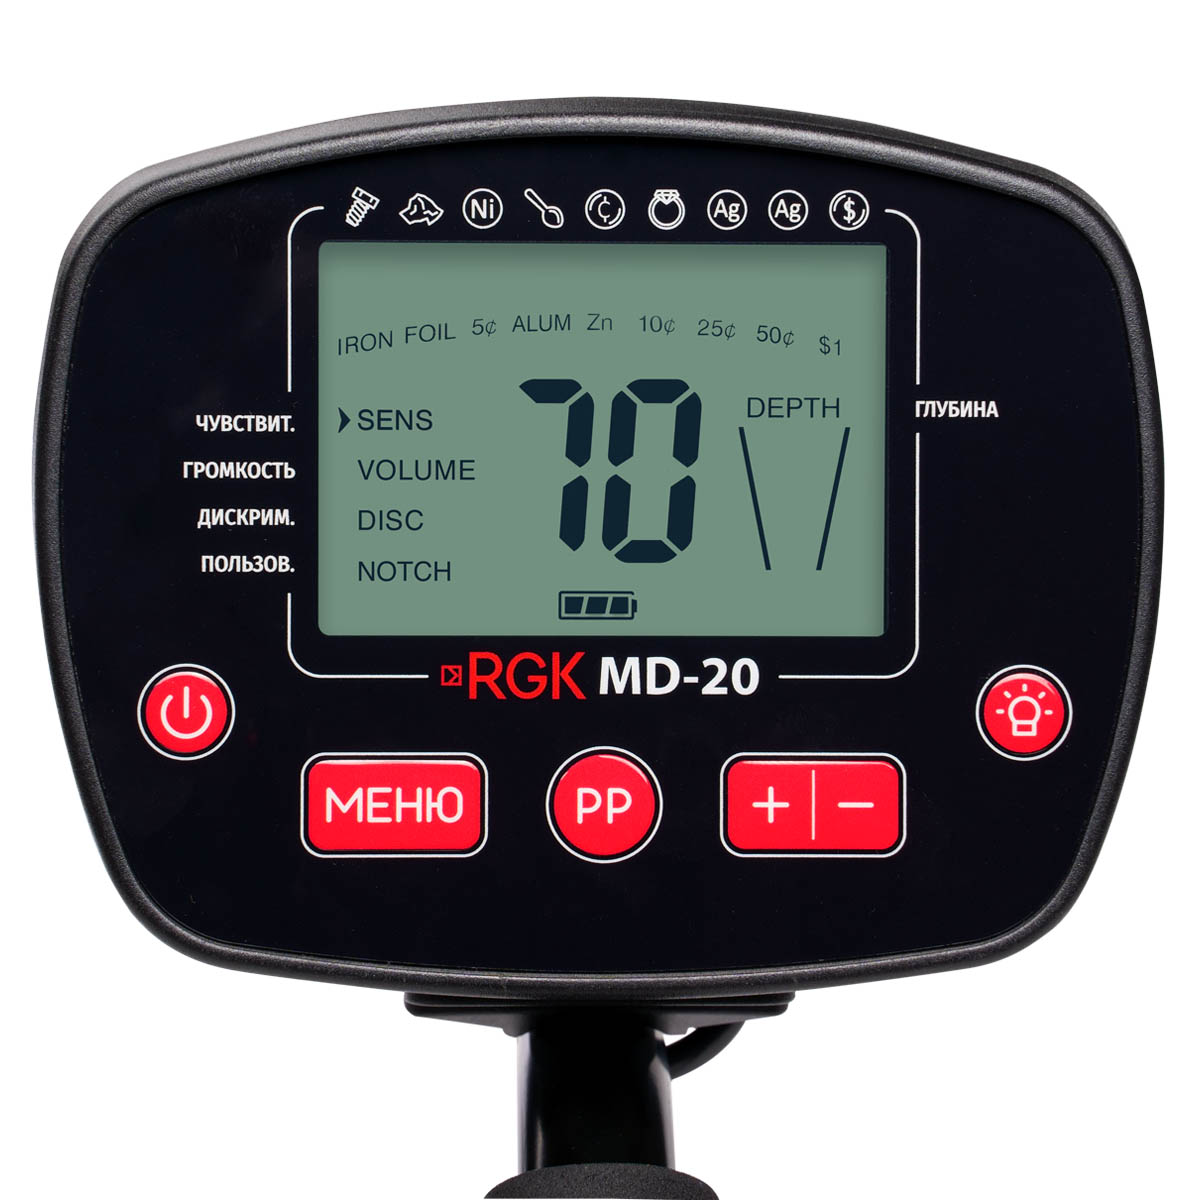 Ni ¢ Ag Ag $
IRON FOIL 5¢ ALUM Zn 10¢ 25¢ 50¢ $1
ЧУВСТВИТ.
SENS
70
DEPTH
ГЛУБИНА
ГРОМКОСТЬ
VOLUME
ДИСКРИМ.
DISC
ПОЛЬЗОВ.
NOTCH
RGK MD-20
МЕНЮ PP + −